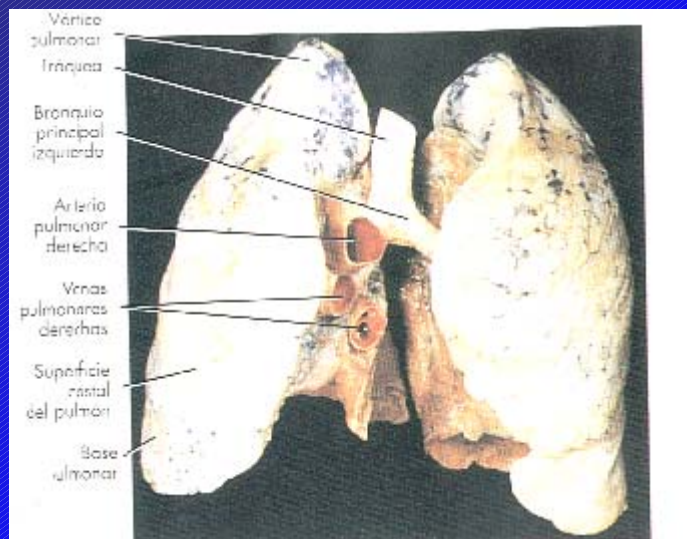 Vértice
pulmonar
Tráquea
Bronquio
principal
izquierdo
Arteria
pulmonar
derecha
Venas
pulmonares
derechas
Superficie
costal
del pulmón
Base
pulmonar